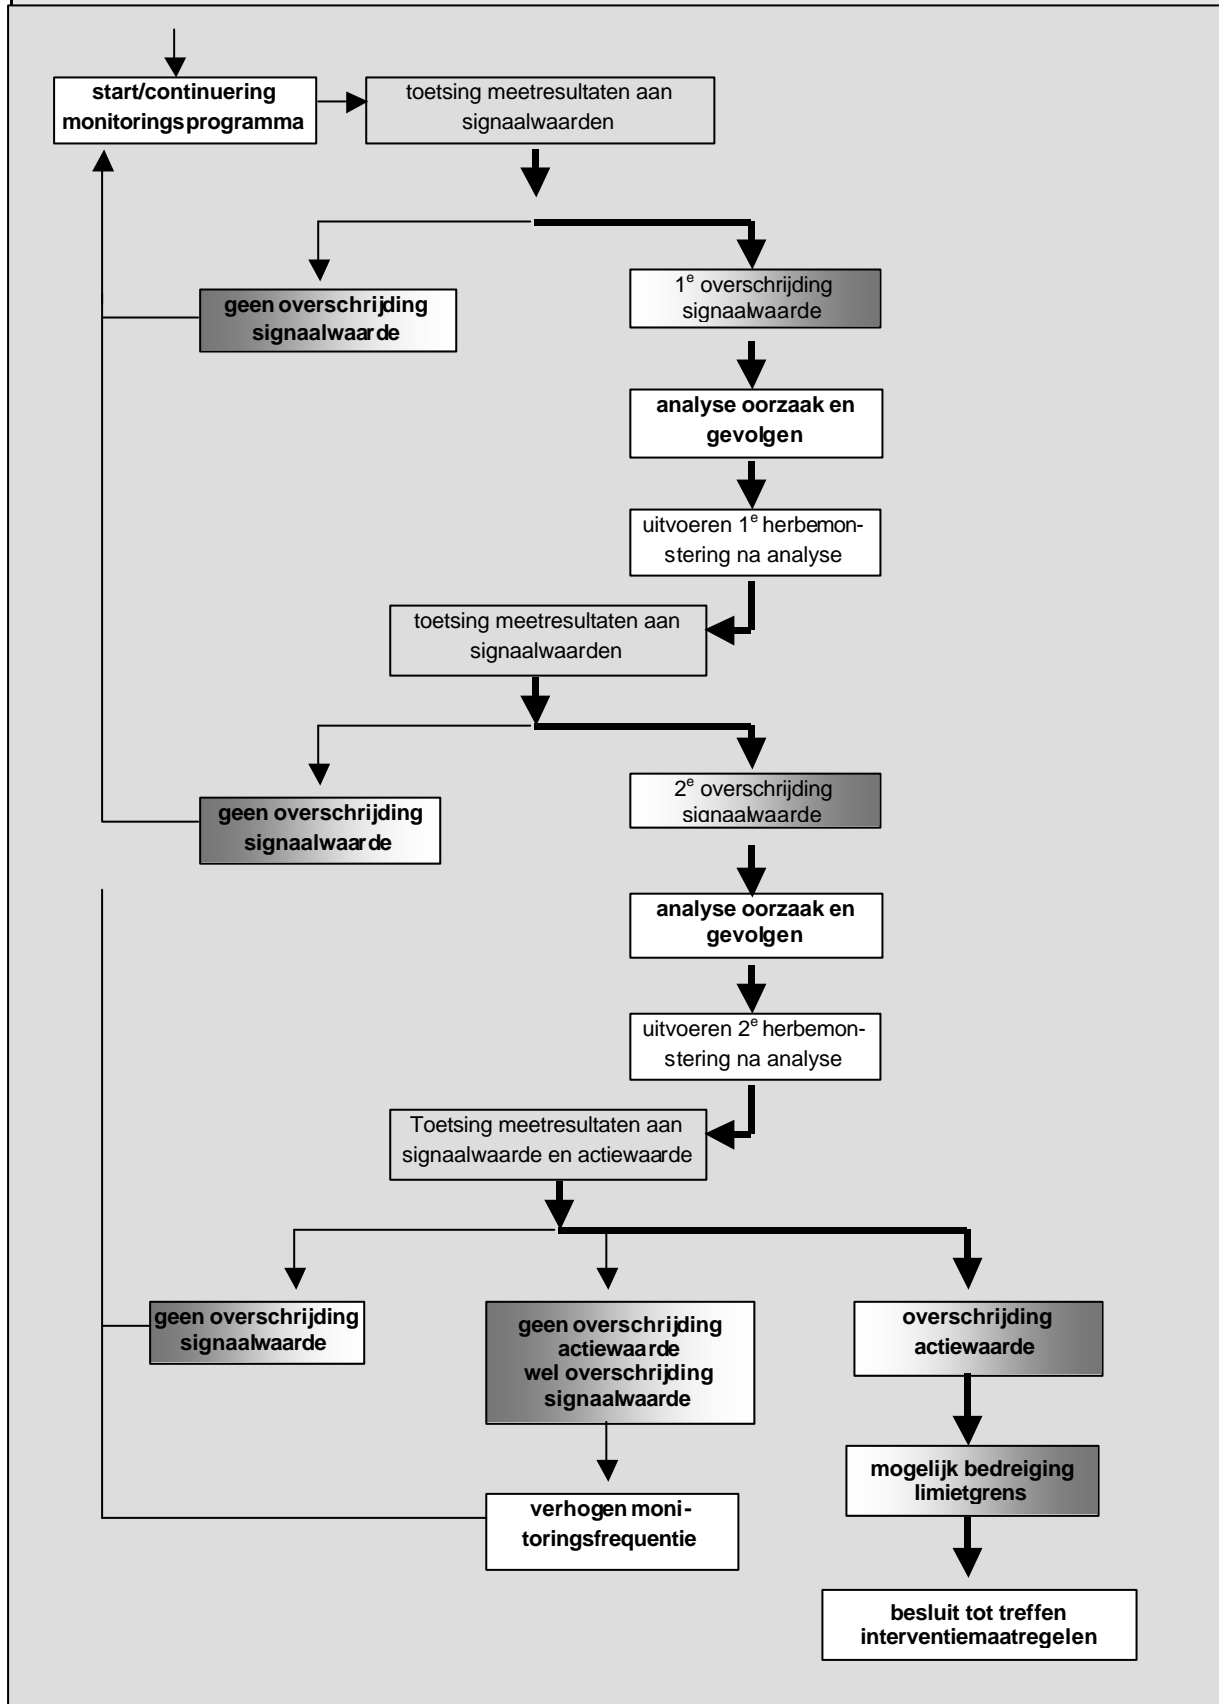 start/continuering
monitoringsprogramma
toetsing meetresultaten aan
signaalwaarden
geen overschrijding
signaalwaarde
1e overschrijding
signaalwaarde
analyse oorzaak en
gevolgen
uitvoeren 1e herbemon-
stering na analyse
toetsing meetresultaten aan
signaalwaarden
geen overschrijding
signaalwaarde
2e overschrijding
signaalwaarde
analyse oorzaak en
gevolgen
uitvoeren 2e herbemon-
stering na analyse
Toetsing meetresultaten aan
signaalwaarde en actiewaarde
geen overschrijding
signaalwaarde
geen overschrijding
actiewaarde
wel overschrijding
signaalwaarde
overschrijding
actiewaarde
mogelijk bedreiging
limietgrens
verhogen moni-
toringsfrequentie
besluit tot treffen
interventiemaatregelen